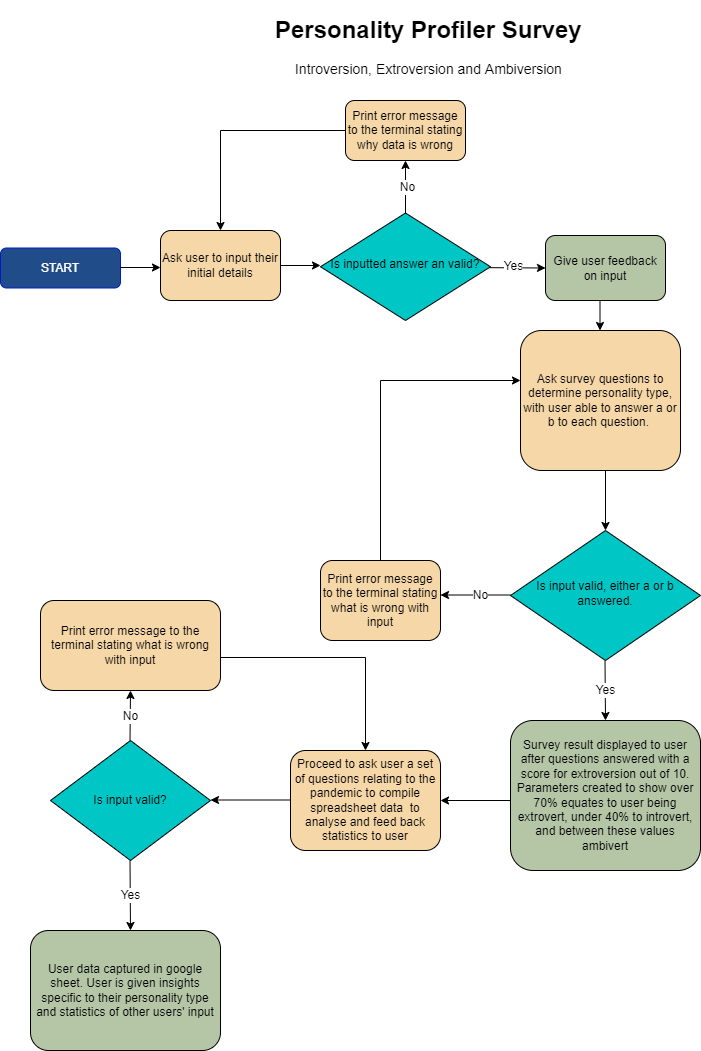 Personality Profiler Survey
Introversion, Extroversion and Ambiversion
Print error message
to the terminal stating
why data is wrong
No
START
Ask user to input their
initial details
Is inputted answer an valid?
Yes
Give user feedback
on input
Ask survey questions to
determine personality type,
with user able to answer a or
b to each question.
Is input valid, either a or b
answered.
No
Print error message
to the terminal stating
what is wrong with
input
Yes
Survey result displayed to user
after questions answered with a
score for extroversion out of 10.
Parameters created to show over
70% equates to user being
extrovert, under 40% to introvert,
and between these values
ambivert
Proceed to ask user a set
of questions relating to the
pandemic to compile
spreadsheet data to
analyse and feed back
statistics to user
Print error message to the
terminal stating what is wrong
with input
No
Is input valid?
Yes
User data captured in google
sheet. User is given insights
specific to their personality type
and statistics of other users' input